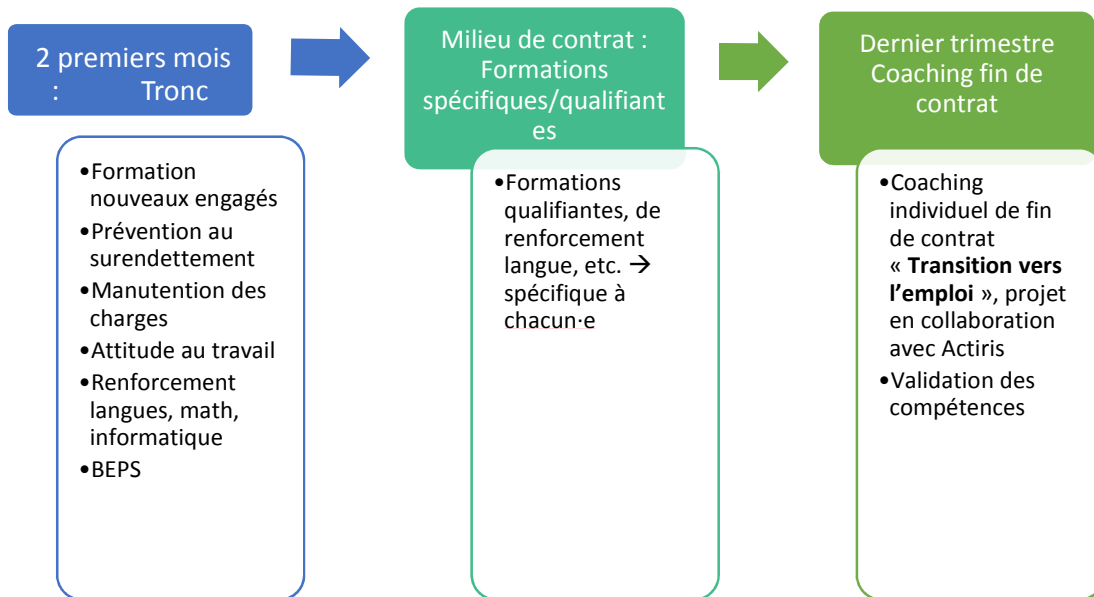 2 premiers mois
: Tronc
•Formation
nouveaux engagés
•Prévention au
surendettement
•Manutention des
charges
•Attitude au travail
•Renforcement
langues, math,
informatique
•BEPS
Milieu de contrat :
Formations
spécifiques/qualifiant
es
•Formations
qualifiantes, de
renforcement
langue, etc. →
spécifique à
chacun·e
Dernier trimestre
Coaching fin de
contrat
•Coaching
individuel de fin
de contrat
« Transition vers
l’emploi », projet
en collaboration
avec Actiris
•Validation des
compétences